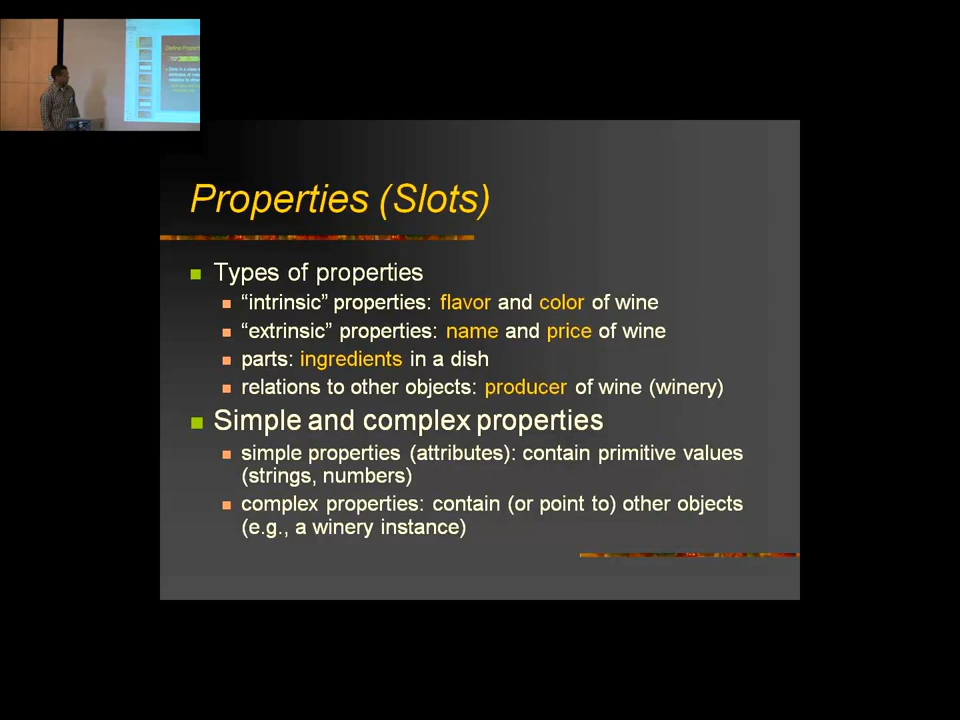 Properties (Slots)
Types of properties
“intrinsic” properties: flavor and color of wine
“extrinsic” properties: name and price of wine
parts: ingredients in a dish
relations to other objects: producer of wine (winery)
Simple and complex properties
simple properties (attributes): contain primitive values
(strings, numbers)
complex properties: contain (or point to) other objects
(e.g., a winery instance)